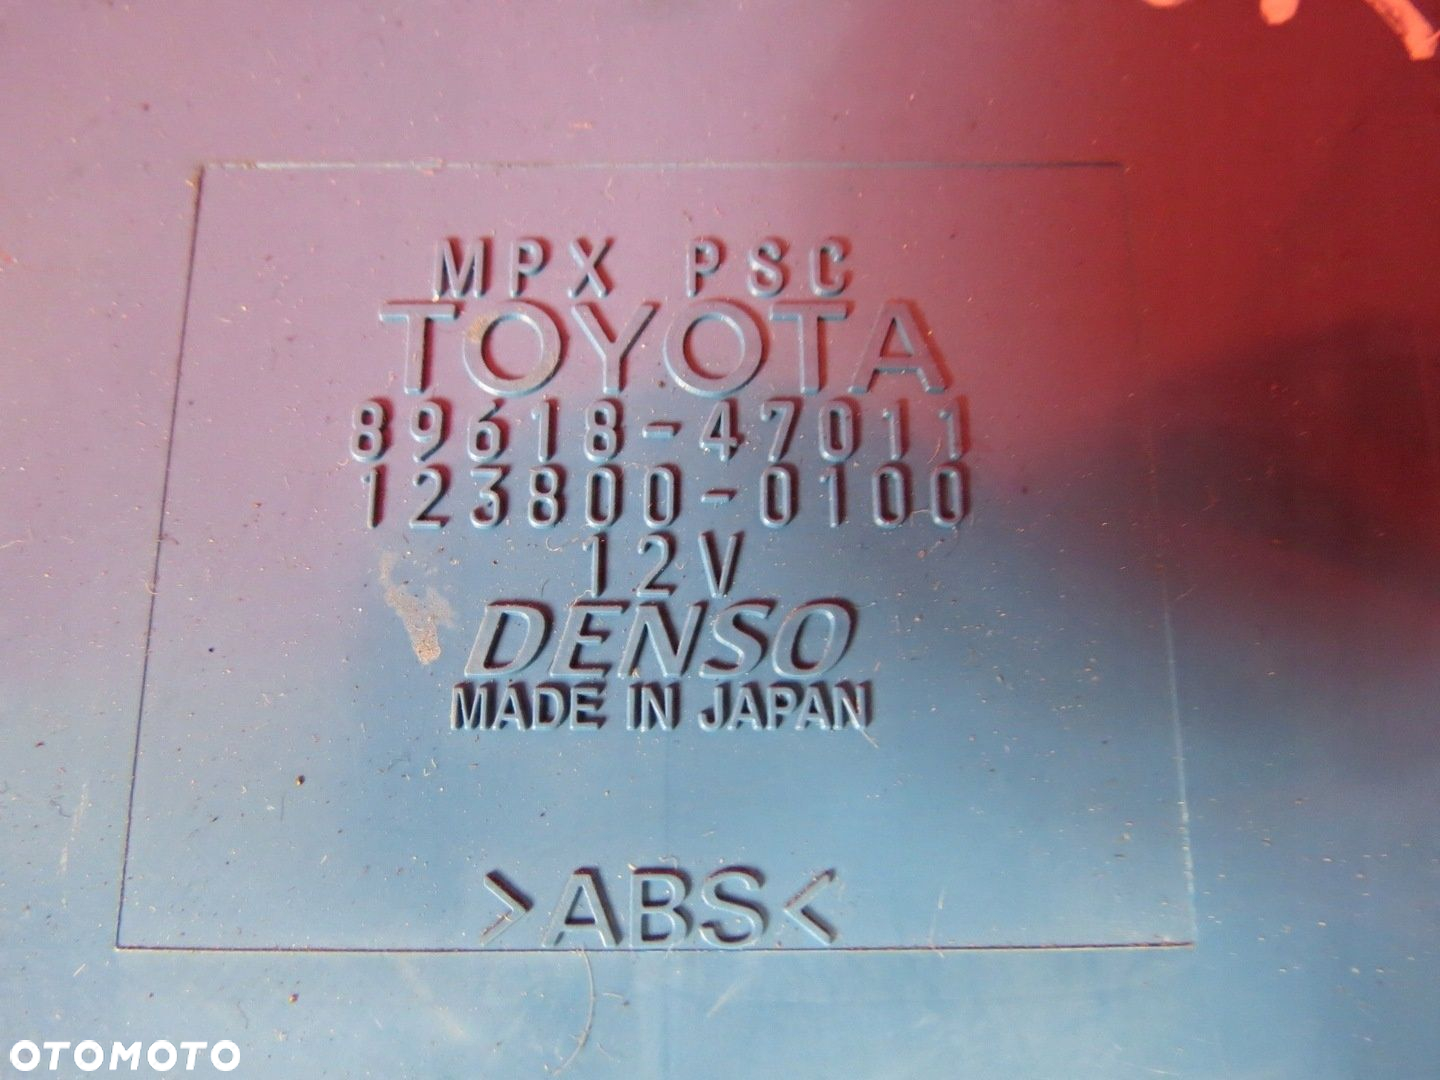 MPX PSC
TOYOTA
89618-47011
123800-0100
12V
DENSO
MADE IN JAPAN
>ABS<
OTOMOTO